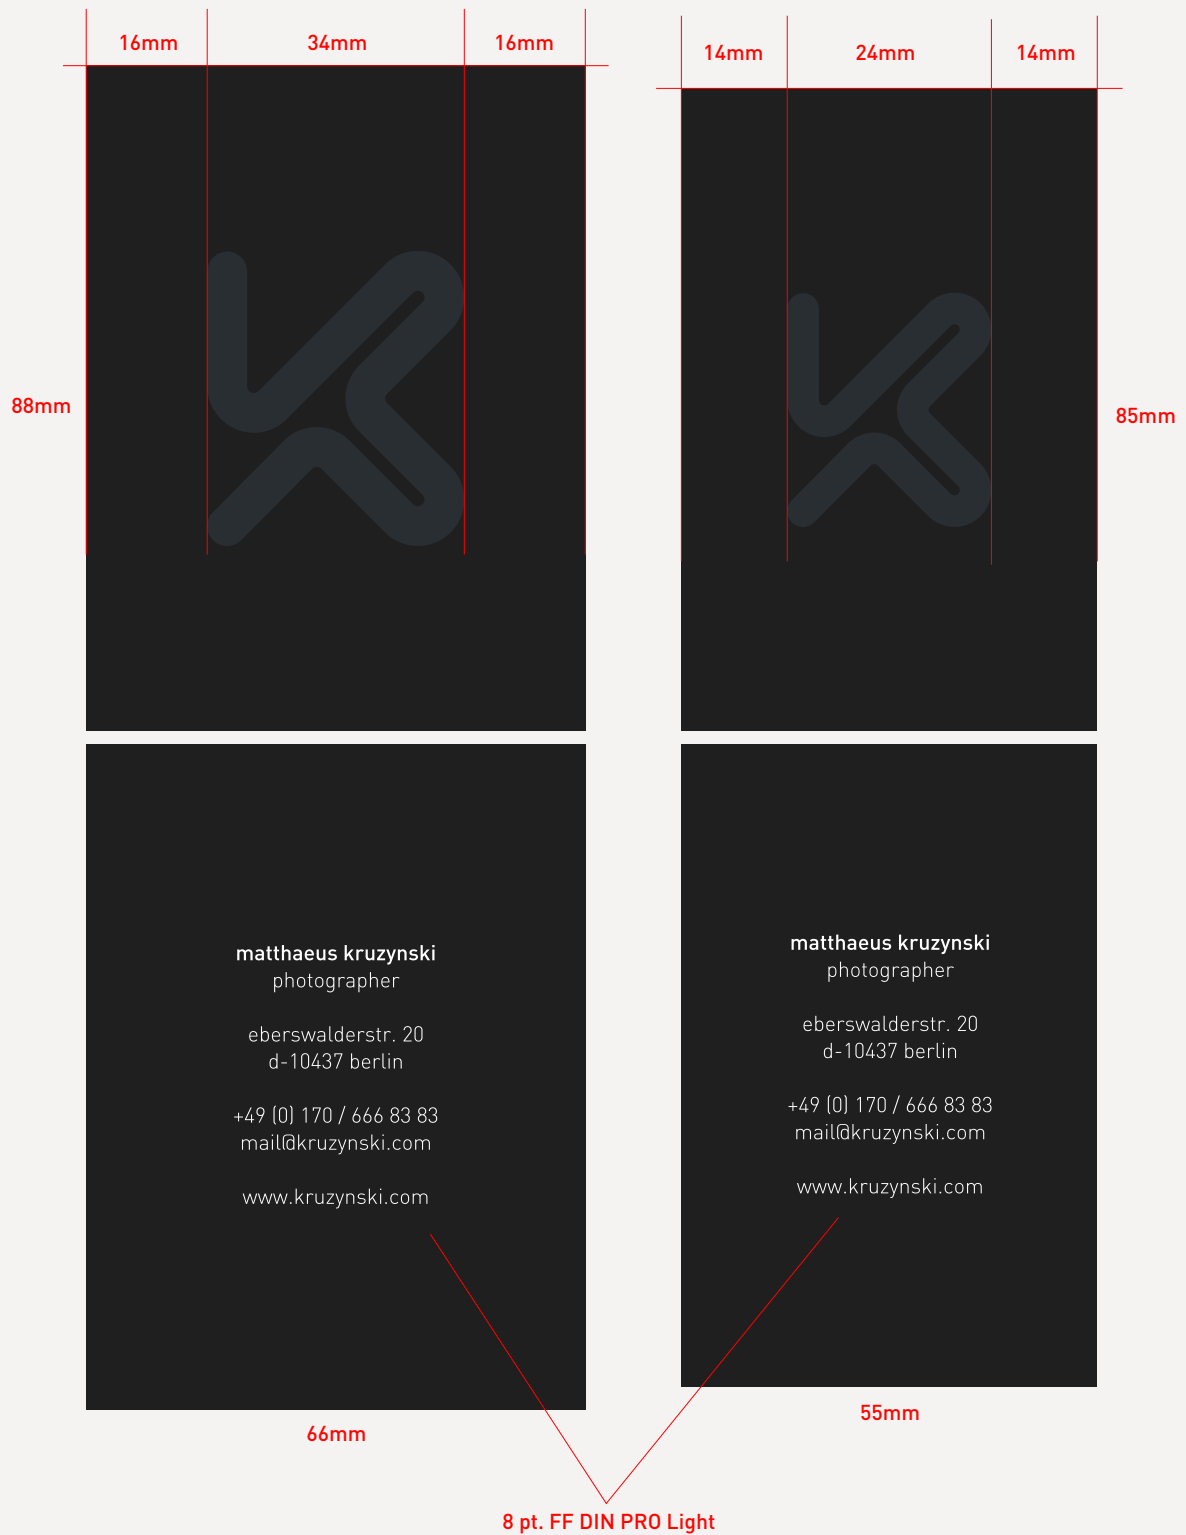 16mm 34mm 16mm
14mm 24mm 14mm
88mm
85mm
matthaeus kruzynski
photographer
eberswalderstr. 20
d-10437 berlin
+49 (0) 170 / 666 83 83
mail@kruzynski.com
www.kruzynski.com
66mm
matthaeus kruzynski
photographer
eberswalderstr. 20
d-10437 berlin
+49 (0) 170 / 666 83 83
mail@kruzynski.com
www.kruzynski.com
55mm
8 pt. FF DIN PRO Light